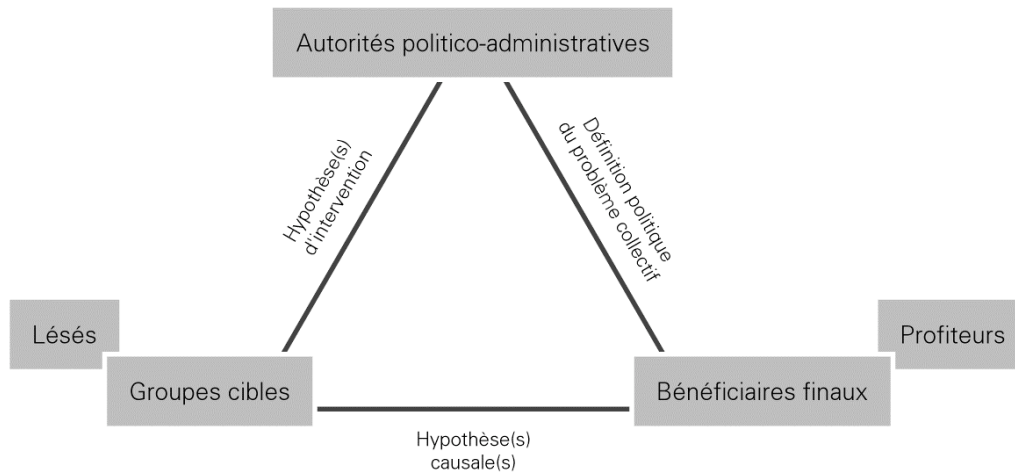 Autorités politico-administratives
Hypothèse(s)
d'intervention
Définition politique
du problème collectif
Lésés
Profiteurs
Groupes cibles
Bénéficiaires finaux
Hypothèse(s)
causale(s)